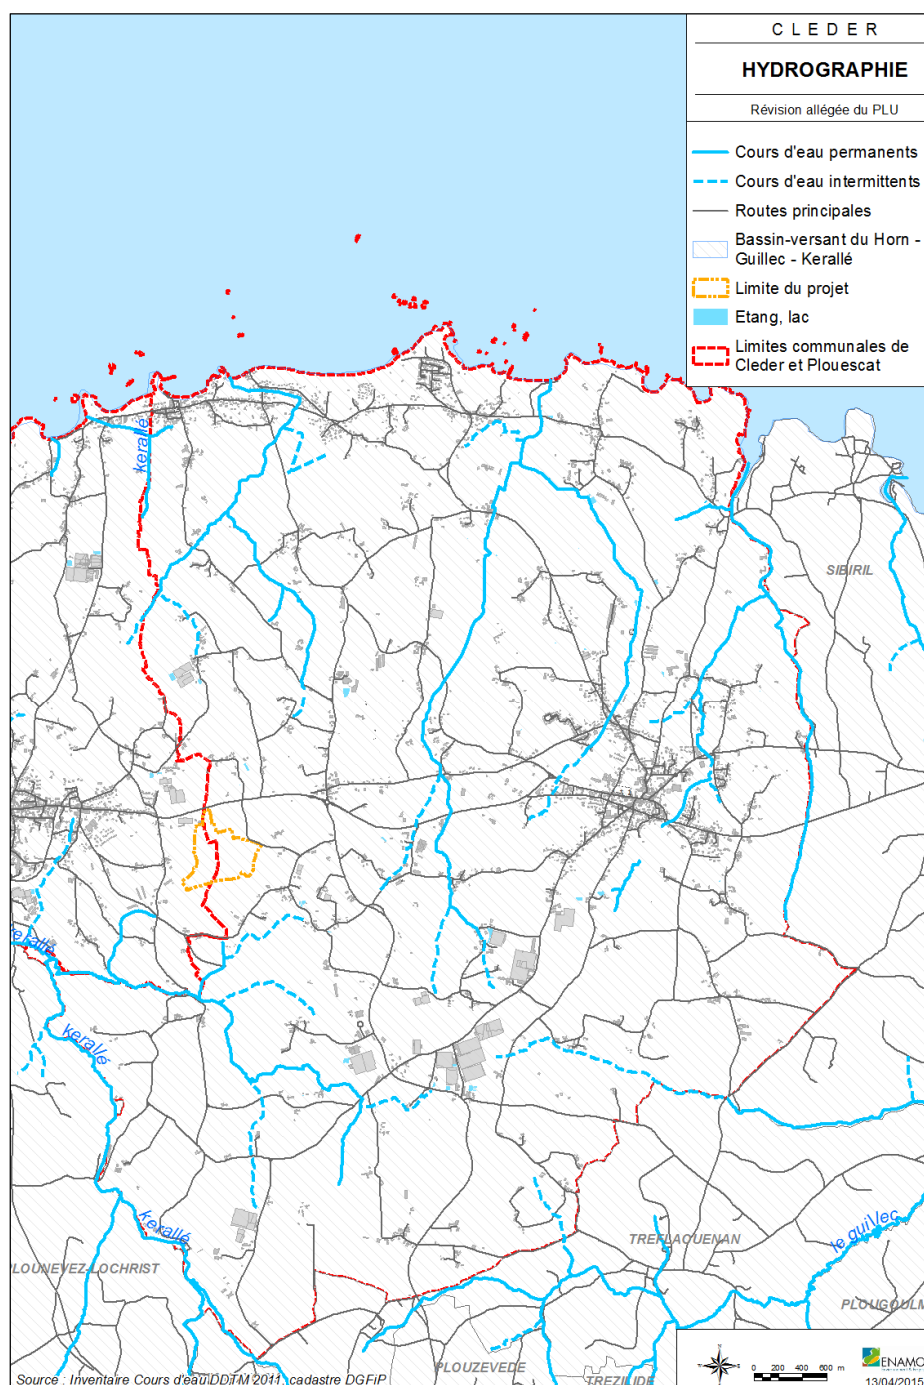 C L E D E R
HYDROGRAPHIE
Révision allégée du PLU
Cours d'eau permanents
Cours d'eau intermittents
Routes principales
Bassin-versant du Horn -
Guillec - Kerallé
Limite du projet
Etang, lac
Limites communales de
Cleder et Plouescat
kerallé
SIBIRIL
kerallé
kerallé
kerallé
le guillec
TREFLAOUENAN
PLOUNEVEZ-LOCHRIST
PLOUGOULM
PLOUZEVEDE
TREZILIDE
Source : Inventaire Cours d'eau DDTM 2011, cadastre DGFiP
0 200 400 600 m
ENAMO
13/04/2015